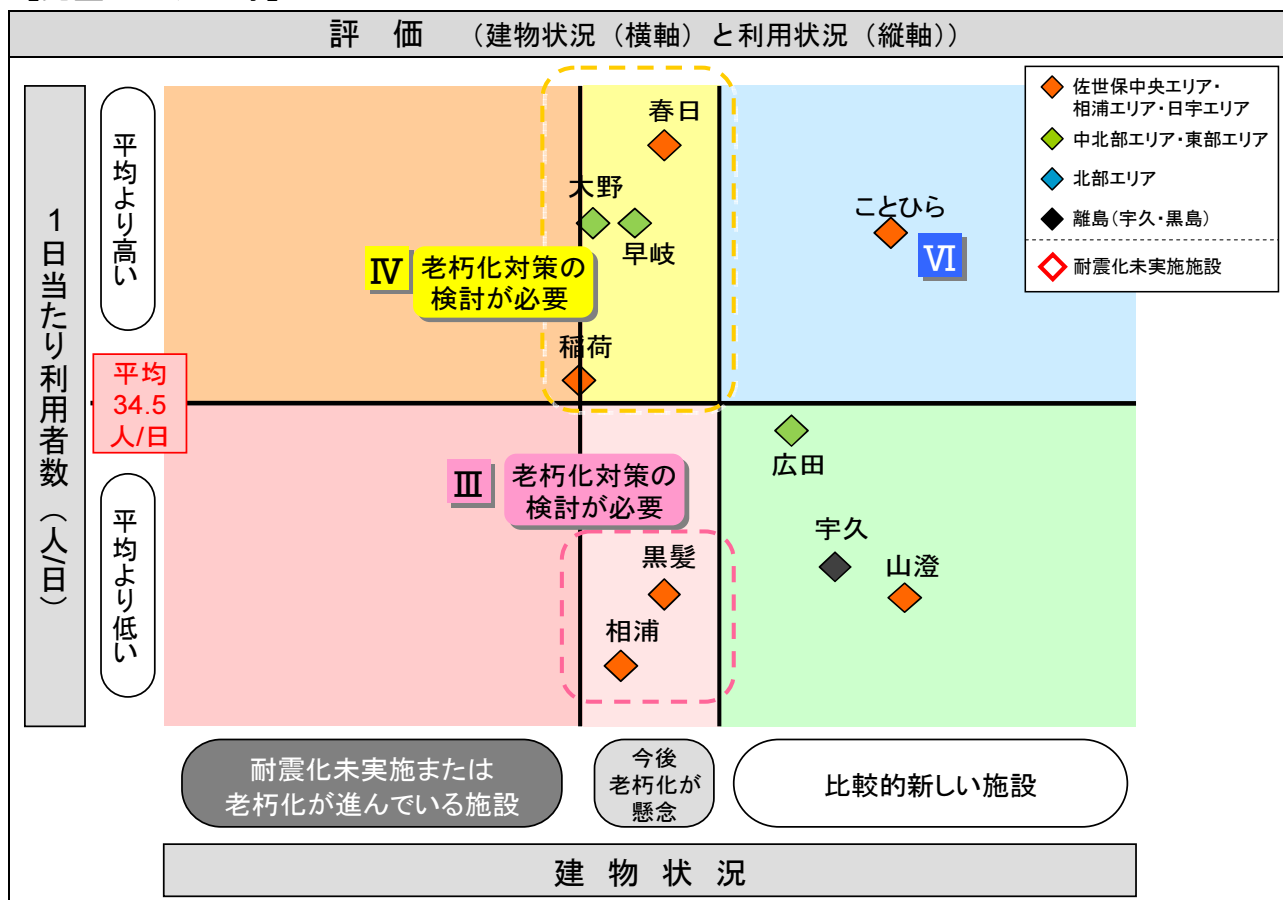 評 価 （建物状況（横軸）と利用状況（縦軸））
1日当たり利用者数（人/日）
平均より高い
平均
34.5
人/日
平均より低い
春日
大野
早岐
Ⅳ
老朽化対策の
検討が必要
稲荷
ことひら
Ⅵ
Ⅲ
老朽化対策の
検討が必要
広田
宇久
山澄
黒髪
相浦
佐世保中央エリア・
相浦エリア・日宇エリア
中北部エリア・東部エリア
北部エリア
離島（宇久・黒島）
耐震化未実施施設
耐震化未実施または
老朽化が進んでいる施設
今後
老朽化が
懸念
比較的新しい施設
建 物 状 況